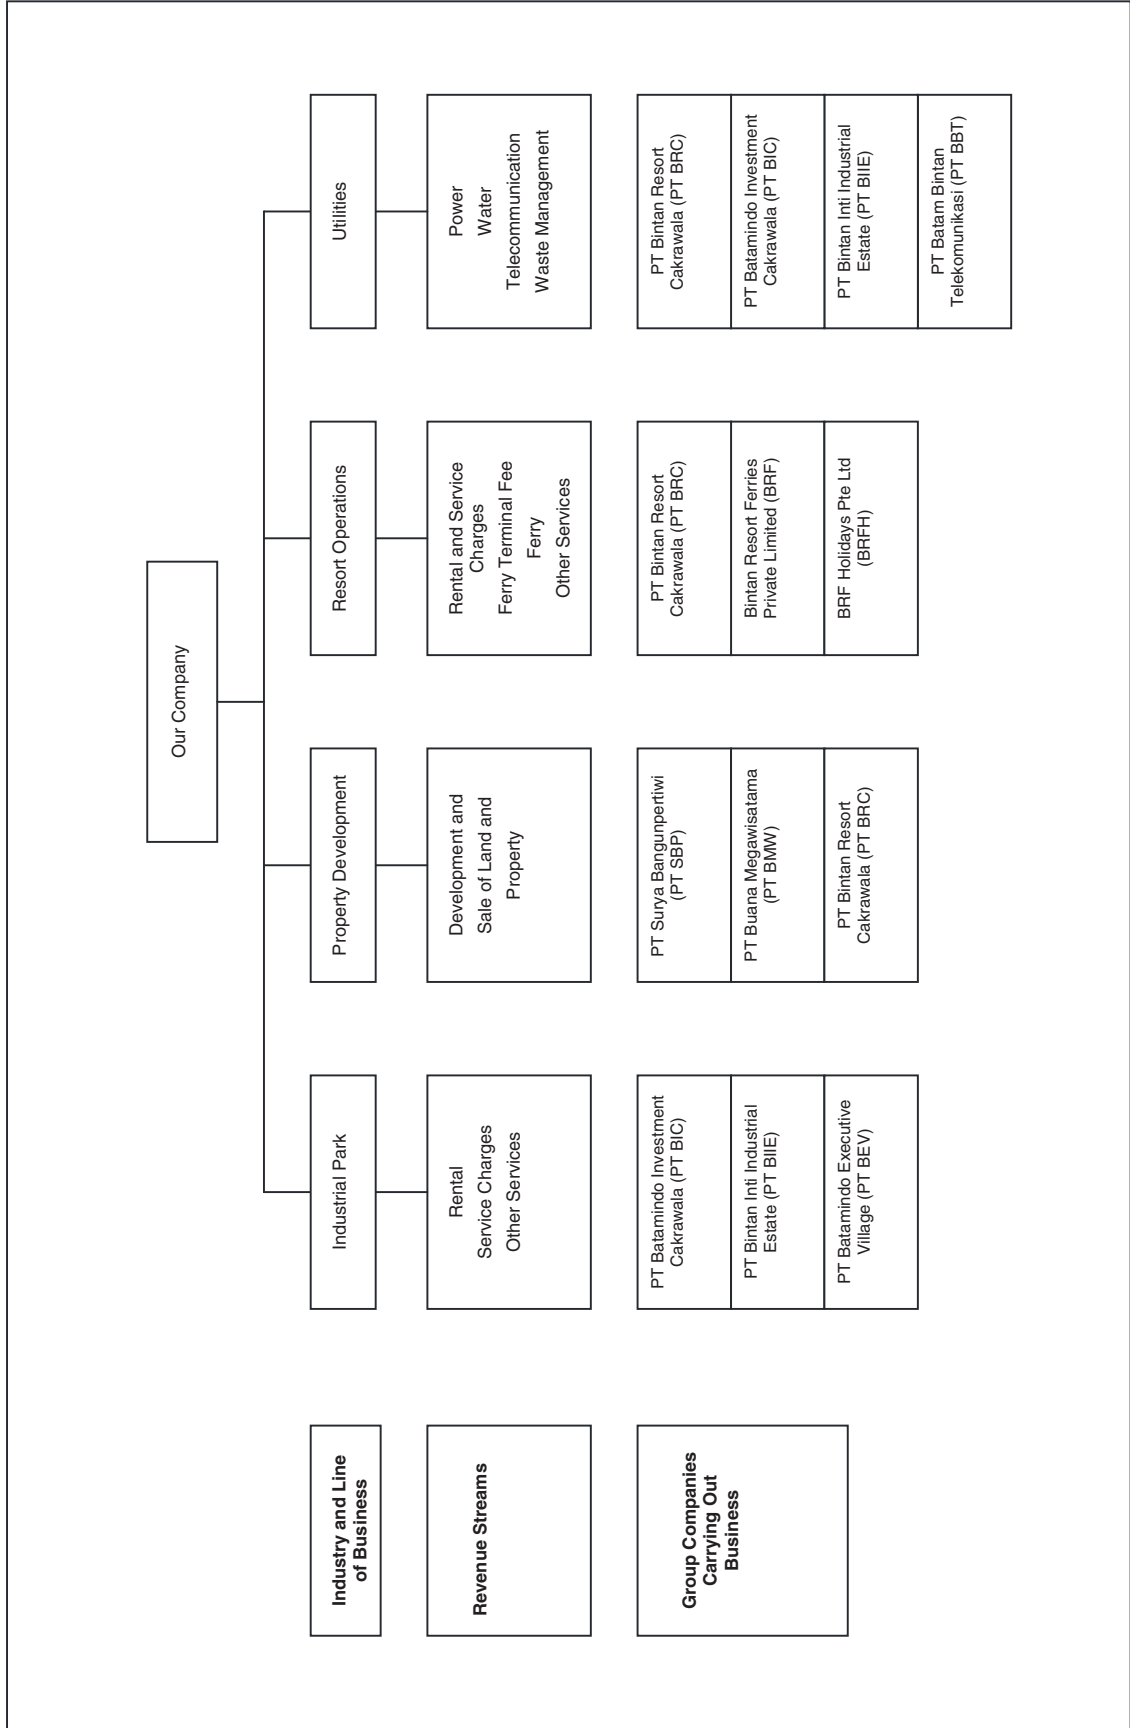 Our Company
Industry and Line
of Business
Industrial Park
Property Development
Resort Operations
Utilities
Revenue Streams
Rental
Service Charges
Other Services
Development and
Sale of Land and
Property
Rental and Service
Charges
Ferry Terminal Fee
Ferry
Other Services
Power
Water
Telecommunication
Waste Management
Group Companies
Carrying Out
Business
PT Batamindo Investment
Cakrawala (PT BIC)
PT Bintan Inti Industrial
Estate (PT BIIE)
PT Batamindo Executive
Village (PT BEV)
PT Surya Bangunpertiwi
(PT SBP)
PT Buana Megawisatama
(PT BMW)
PT Bintan Resort
Cakrawala (PT BRC)
PT Bintan Resort
Cakrawala (PT BRC)
Bintan Resort Ferries
Private Limited (BRF)
BRF Holidays Pte Ltd
(BRFH)
PT Bintan Resort
Cakrawala (PT BRC)
PT Batamindo Investment
Cakrawala (PT BIC)
PT Bintan Inti Industrial
Estate (PT BIIE)
PT Batam Bintan
Telekomunikasi (PT BBT)